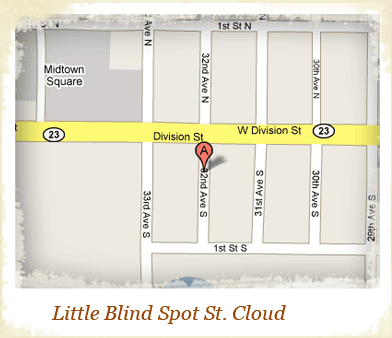 1st St N
Midtown
Square
32nd Ave N
33rd Ave N
30th Ave N
23
Division St
W Division St
23
A
32nd Ave S
33rd Ave S
31st Ave S
30th Ave S
29th Ave S
1st St S
Little Blind Spot St. Cloud